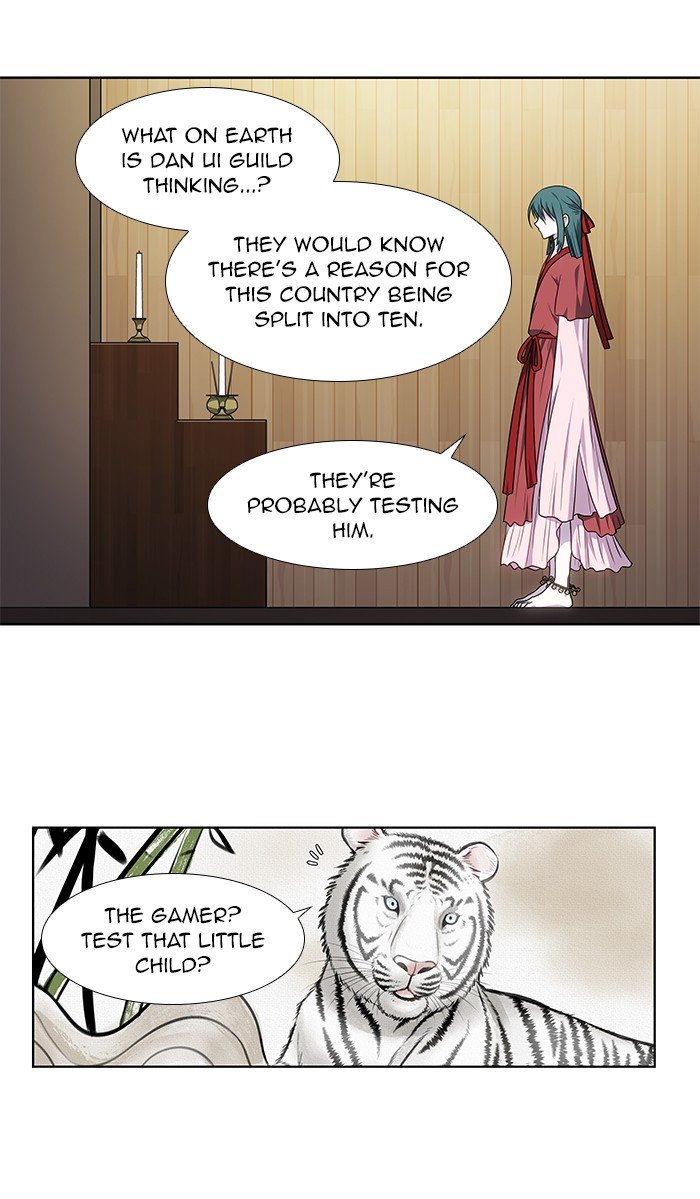 WHAT ON EARTH
IS DAN UI GUILD
THINKING...?
THEY WOULD KNOW
THERE'S A REASON FOR
THIS COUNTRY BEING
SPLIT INTO TEN.
THEY'RE
PROBABLY TESTING
HIM.
THE GAMER?
TEST THAT LITTLE
CHILD?